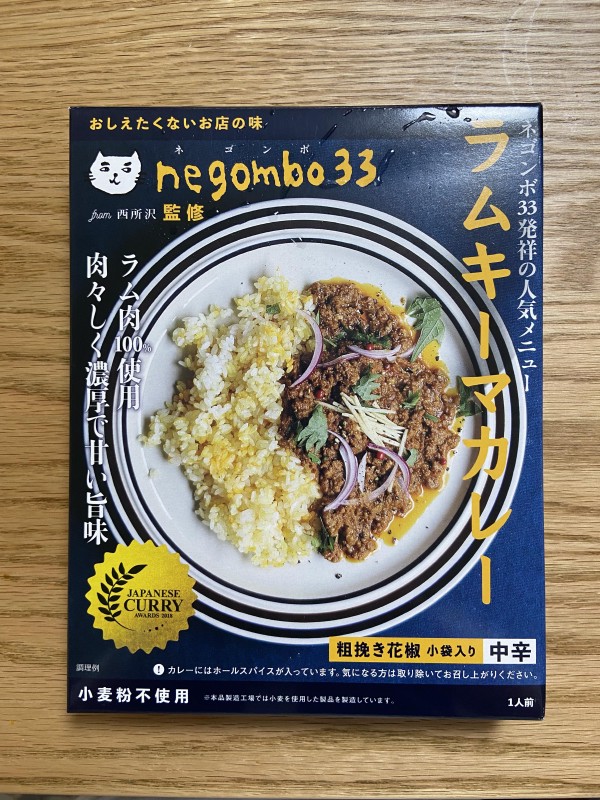 おしえたくないお店の味
ネゴンボ
negombo33
from 西所沢 監修
ネゴンボ33発祥の人気メニュー
ラムキーマカレー
ラム肉100%使用
肉々しく濃厚で甘い旨味
JAPANESE
CURRY
AWARDS 2018
粗挽き花椒 小袋入り 中辛
調理例
! カレーにはホールスパイスが入っています。気になる方は取り除いてお召し上がりください。
小麦粉不使用 ※本品製造工場では小麦を使用した製品を製造しています。 1人前